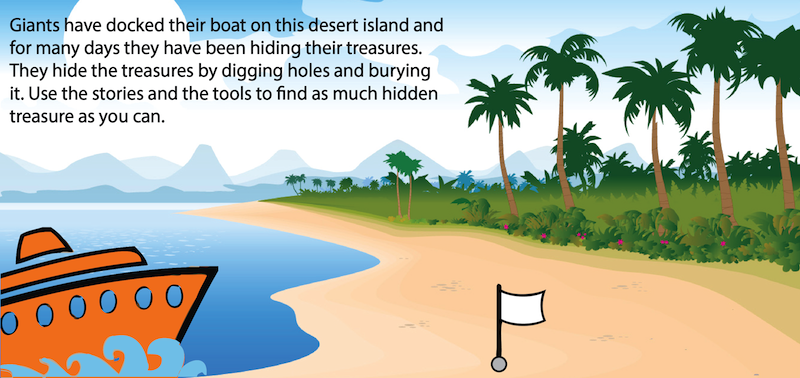 Giants have docked their boat on this desert island and
for many days they have been hiding their treasures.
They hide the treasures by digging holes and burying
it. Use the stories and the tools to find as much hidden
treasure as you can.